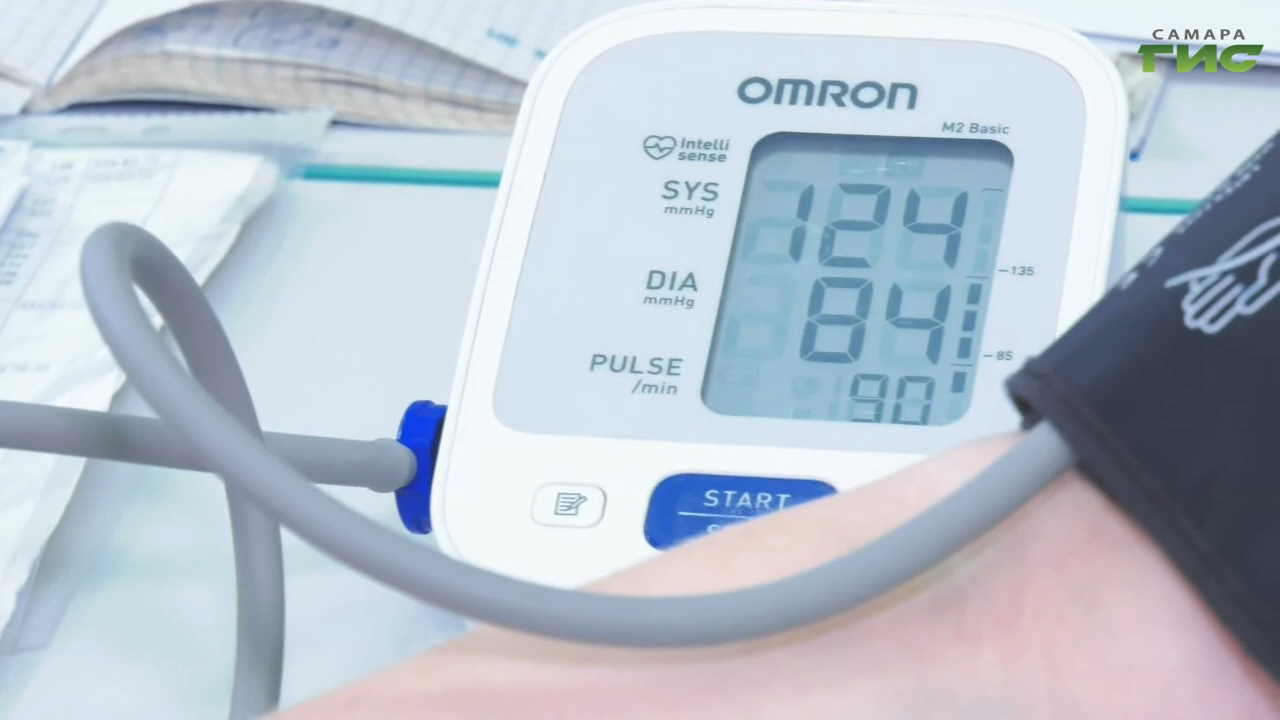 САМАРА
ГИС
OMRON
M2 Basic
Intelli
sense
SYS
mmHg
124
-135
DIA
mmHg
84
-85
PULSE
/min
90
START